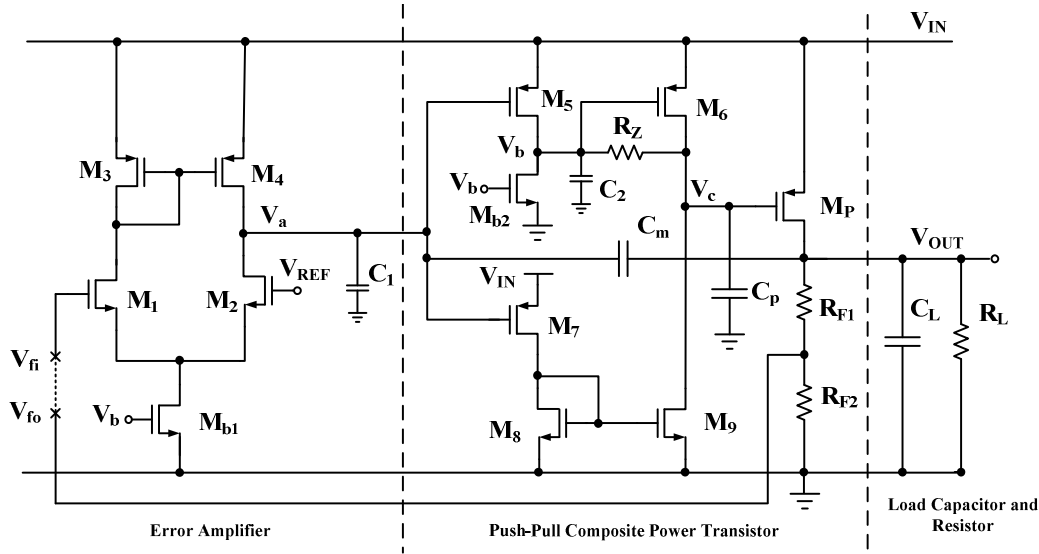 V_IN
M_5
M_6
R_Z
V_b
M_3
M_4
C_2
V_b
V_c
M_b2
M_P
V_a
C_m
V_OUT
V_REF
C_1
V_IN
M_1
M_2
C_p
R_F1
C_L
R_L
M_7
V_fi
V_fo
R_F2
V_b
M_b1
M_8
M_9
Error Amplifier
Push-Pull Composite Power Transistor
Load Capacitor and
Resistor